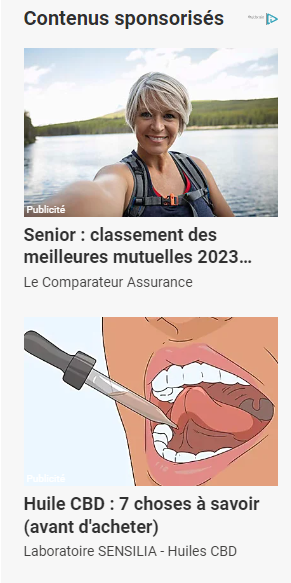 Contenus sponsorisés
Publicité
Senior : classement des
meilleures mutuelles 2023...
Le Comparateur Assurance
Publicité
Huile CBD : 7 choses à savoir
(avant d'acheter)
Laboratoire SENSILIA - Huiles CBD